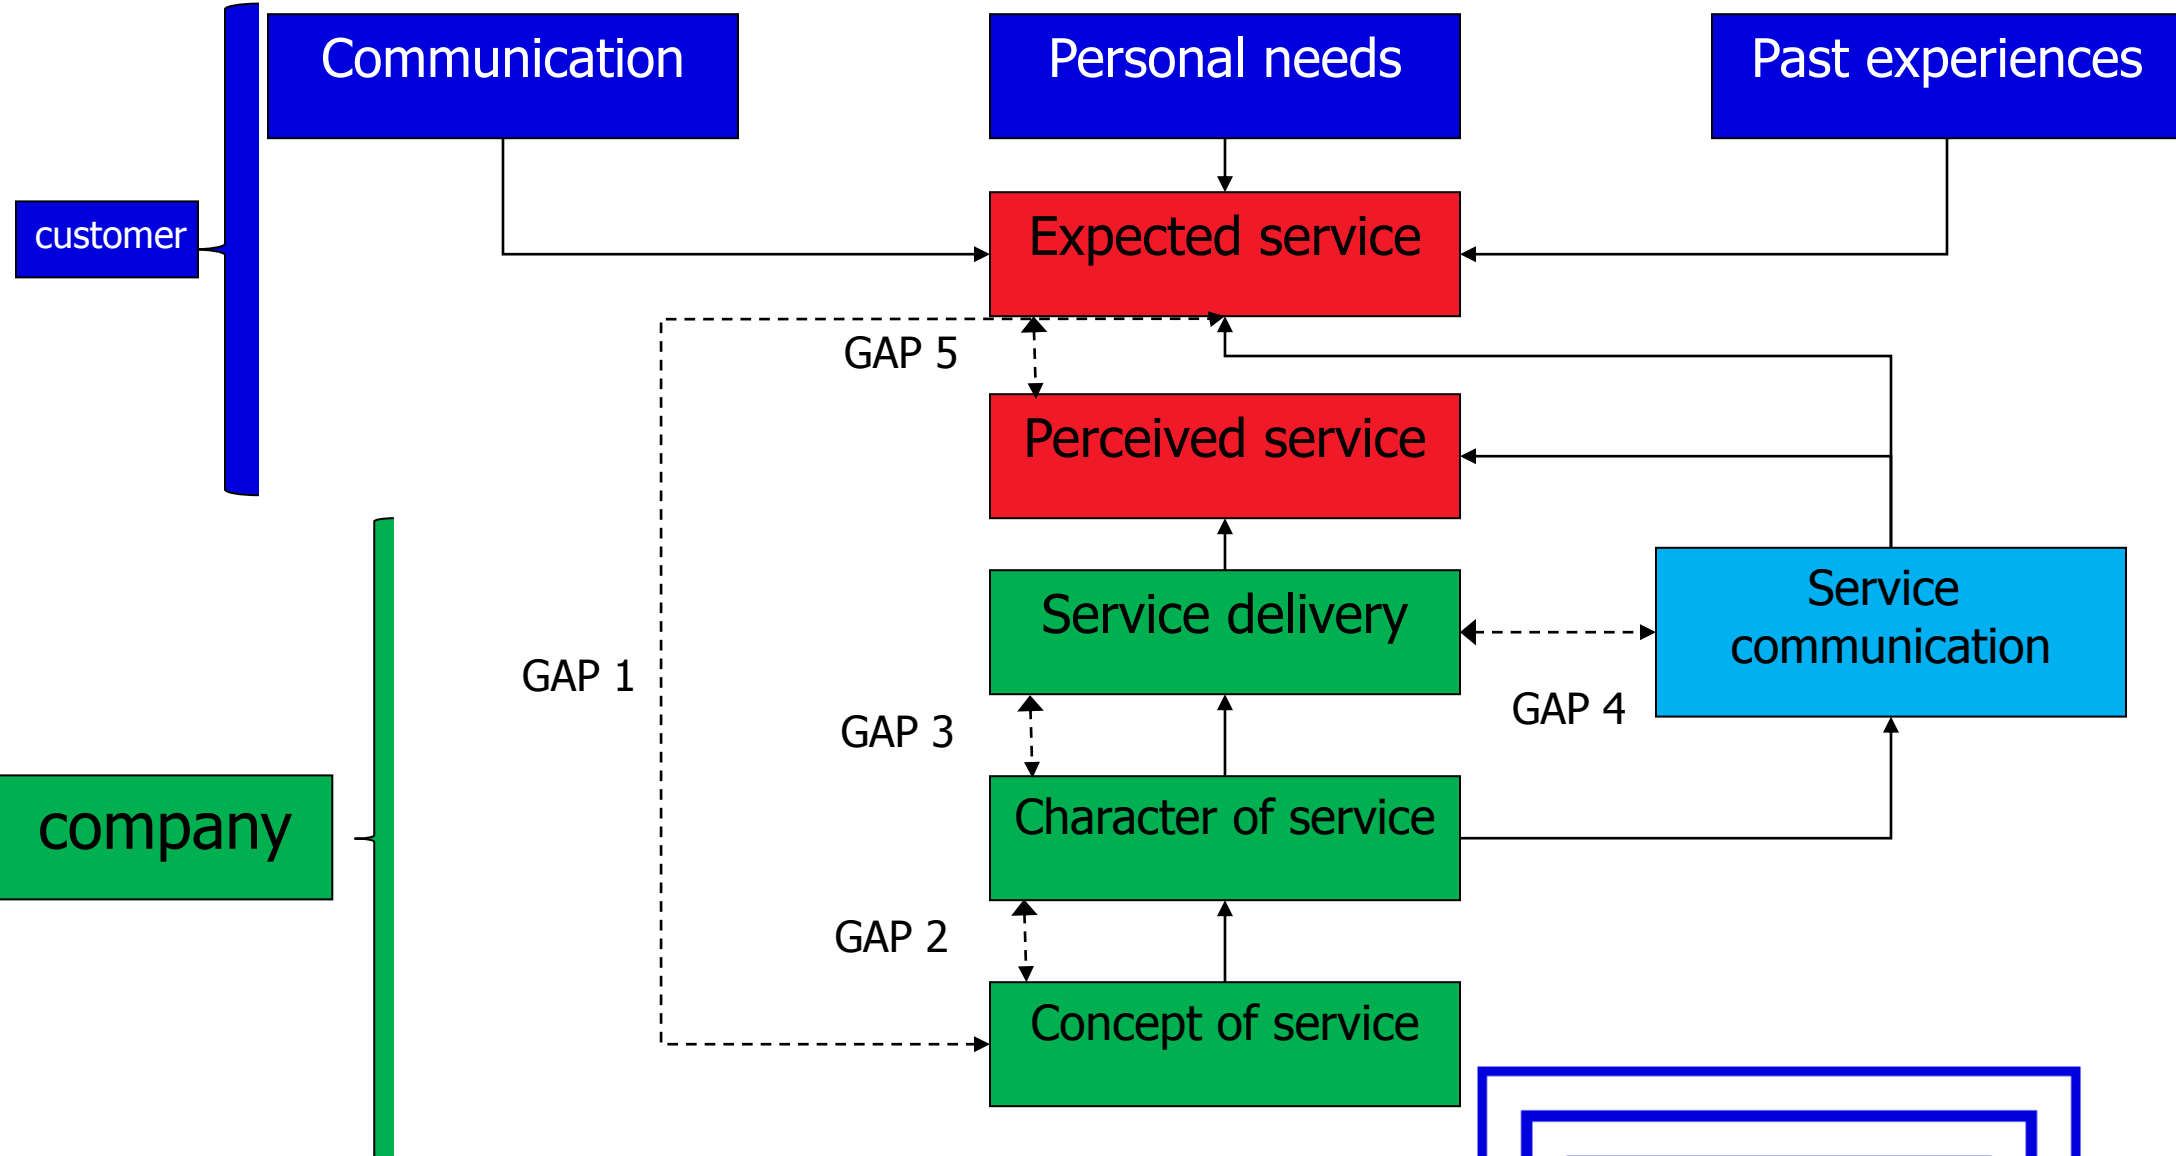 Communication
Personal needs
Past experiences
customer
Expected service
GAP 5
Perceived service
Service
communication
Service delivery
GAP 1
GAP 4
GAP 3
Character of service
company
GAP 2
Concept of service